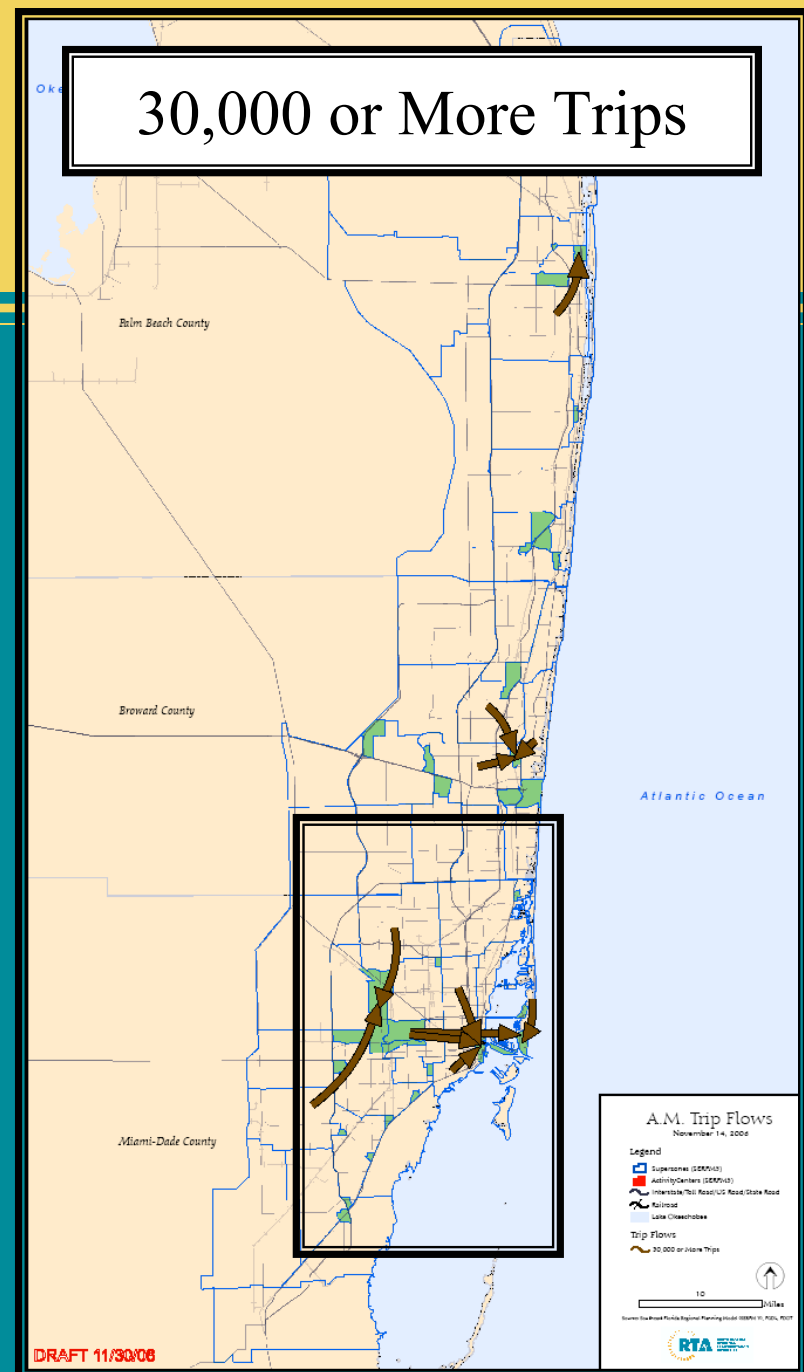 30,000 or More Trips
Oke
Palm Beach County
Broward County
Atlantic Ocean
Miami-Dade County
A.M. Trip Flows
November 14, 2006
Legend
Superzones (SERPM5)
ActivityCenters (SERPM5)
Interstate/Toll Road/US Road/State Road
Railroad
Lake Okeechobee
Trip Flows
30,000 or More Trips
10
Miles
RTA
DRAFT 11/30/06